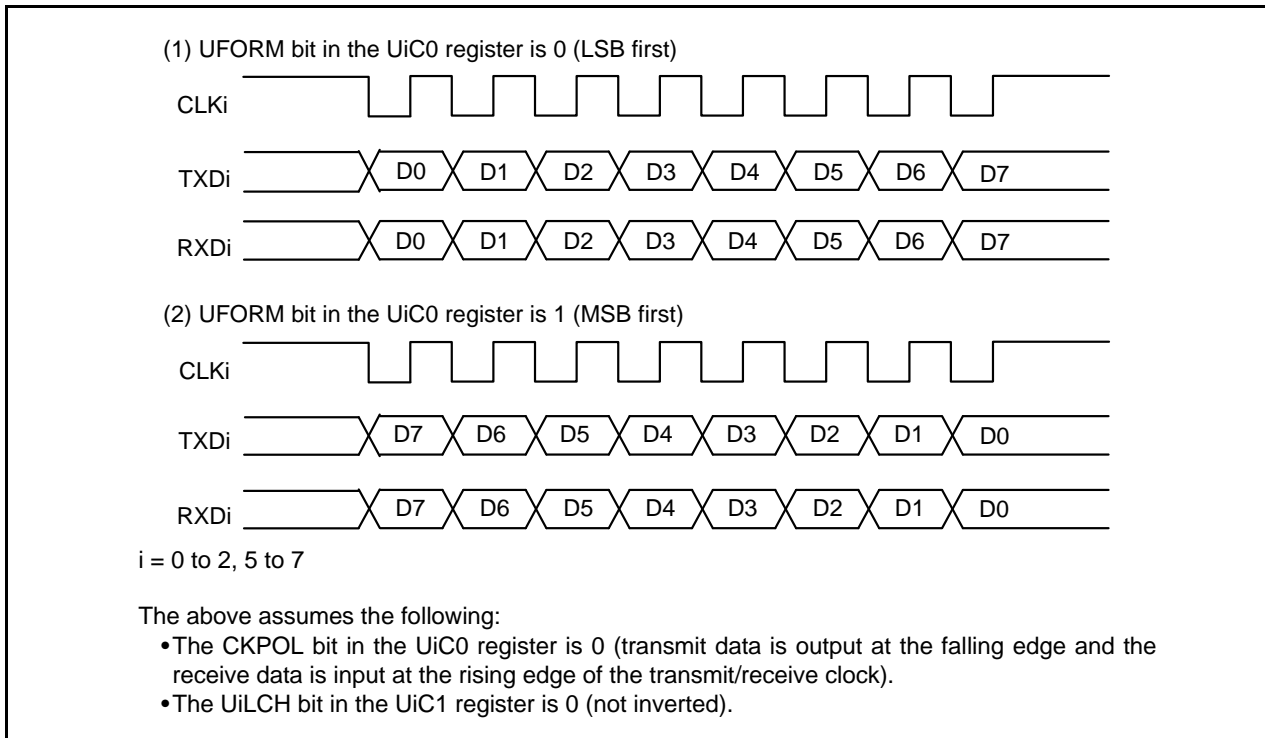 (1) UFORM bit in the UiC0 register is 0 (LSB first)
CLKi
TXDi D0 D1 D2 D3 D4 D5 D6 D7
RXDi D0 D1 D2 D3 D4 D5 D6 D7
(2) UFORM bit in the UiC0 register is 1 (MSB first)
CLKi
TXDi D7 D6 D5 D4 D3 D2 D1 D0
RXDi D7 D6 D5 D4 D3 D2 D1 D0
i = 0 to 2, 5 to 7
The above assumes the following:
•The CKPOL bit in the UiC0 register is 0 (transmit data is output at the falling edge and the
receive data is input at the rising edge of the transmit/receive clock).
•The UiLCH bit in the UiC1 register is 0 (not inverted).